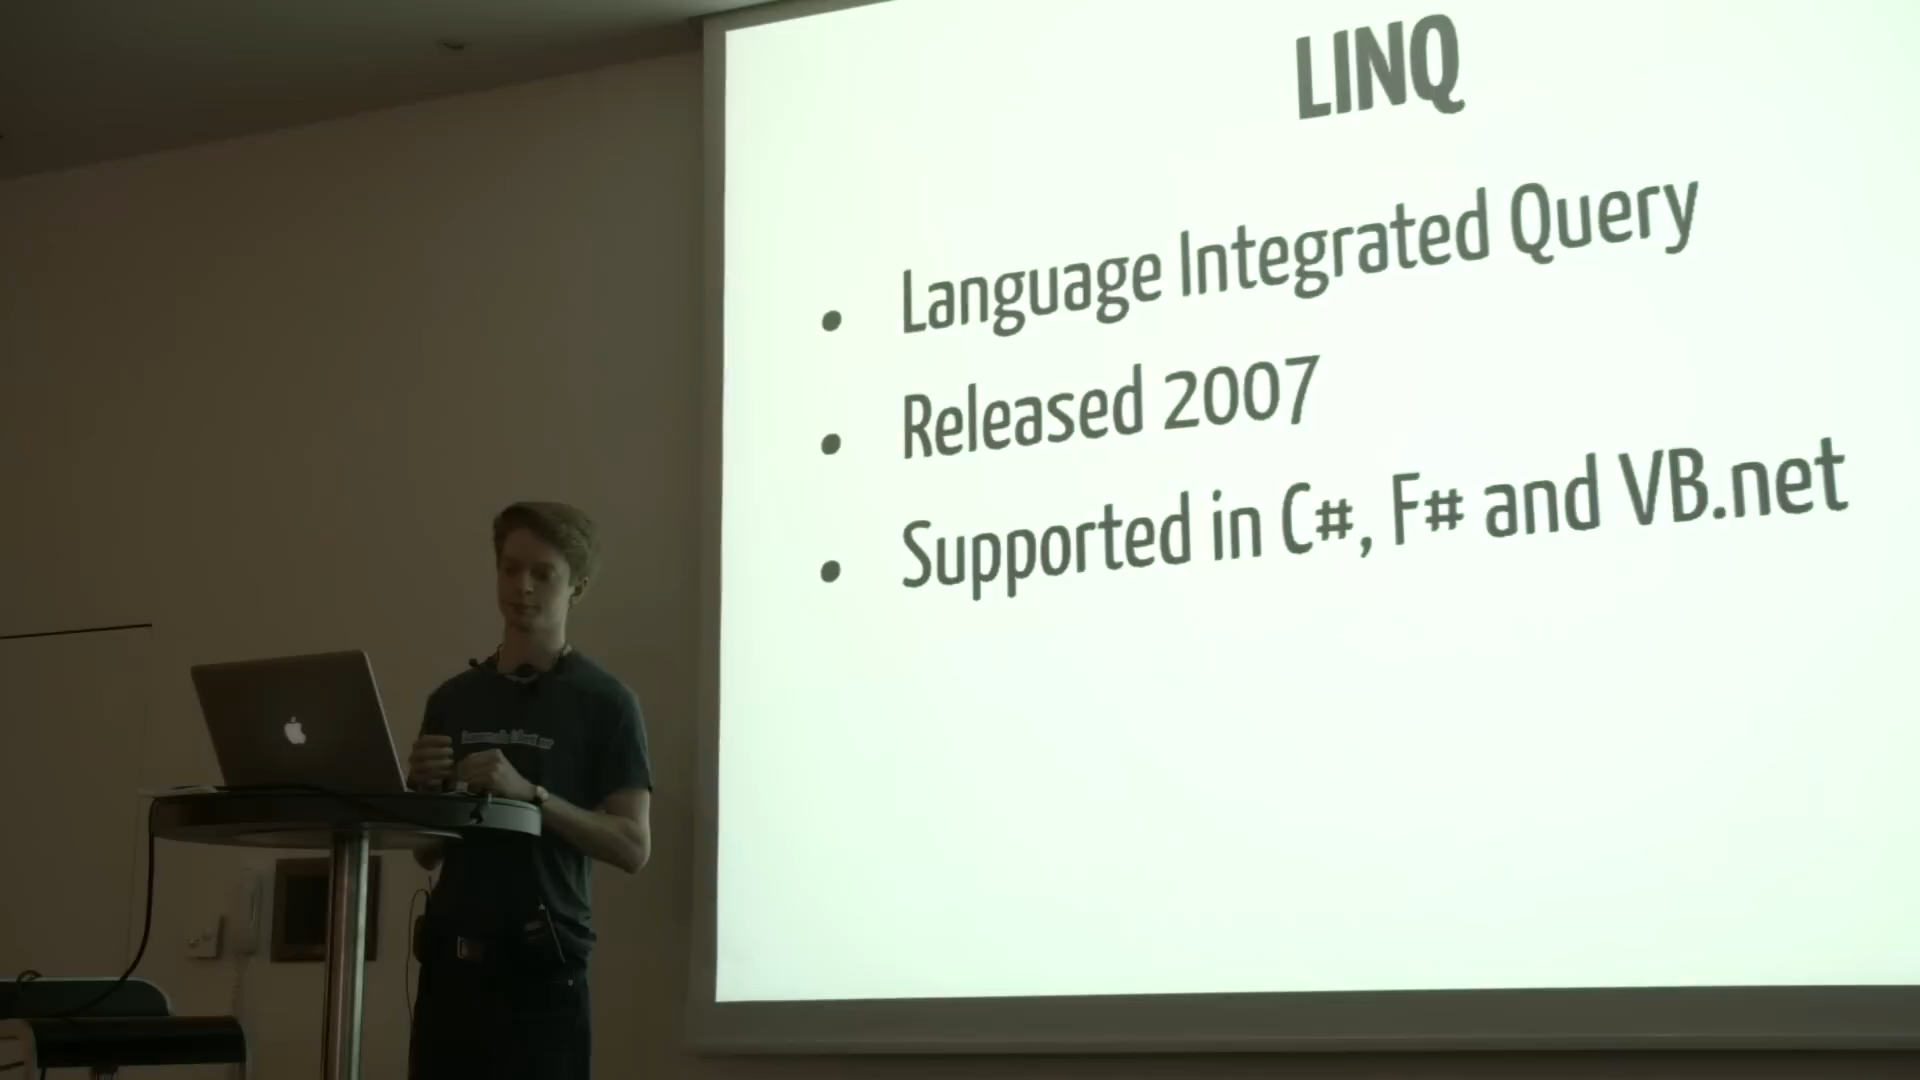 LINQ
• Language Integrated Query
• Released 2007
• Supported in C#, F# and VB.net